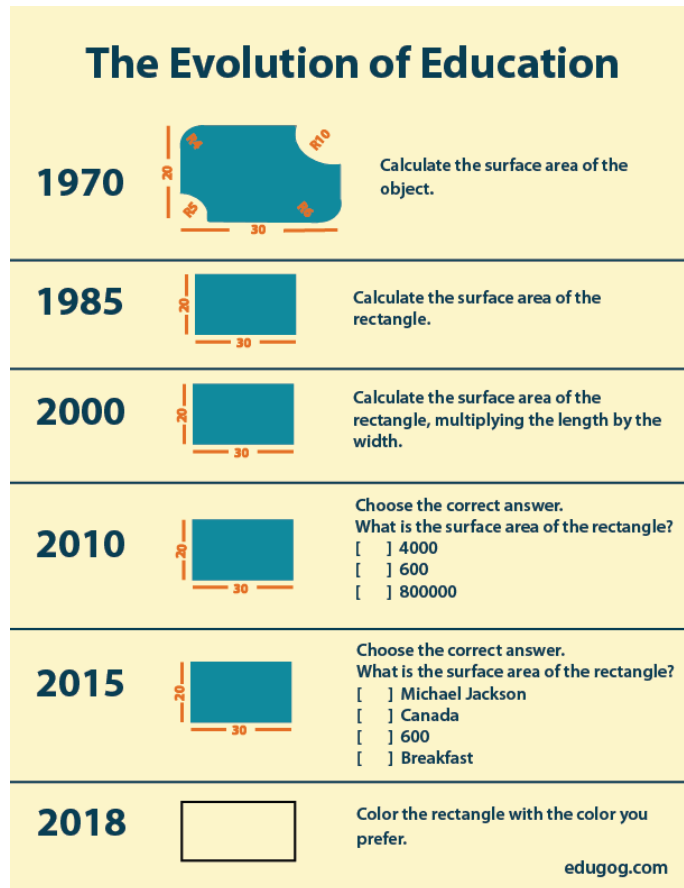 The Evolution of Education
1970
20
R4
R10
R5
R6
30
Calculate the surface area of the
object.
1985
20
30
Calculate the surface area of the
rectangle.
2000
20
30
Calculate the surface area of the
rectangle, multiplying the length by the
width.
2010
20
30
Choose the correct answer.
What is the surface area of the rectangle?
[ ] 4000
[ ] 600
[ ] 800000
2015
20
30
Choose the correct answer.
What is the surface area of the rectangle?
[ ] Michael Jackson
[ ] Canada
[ ] 600
[ ] Breakfast
2018
Color the rectangle with the color you
prefer.
edugog.com